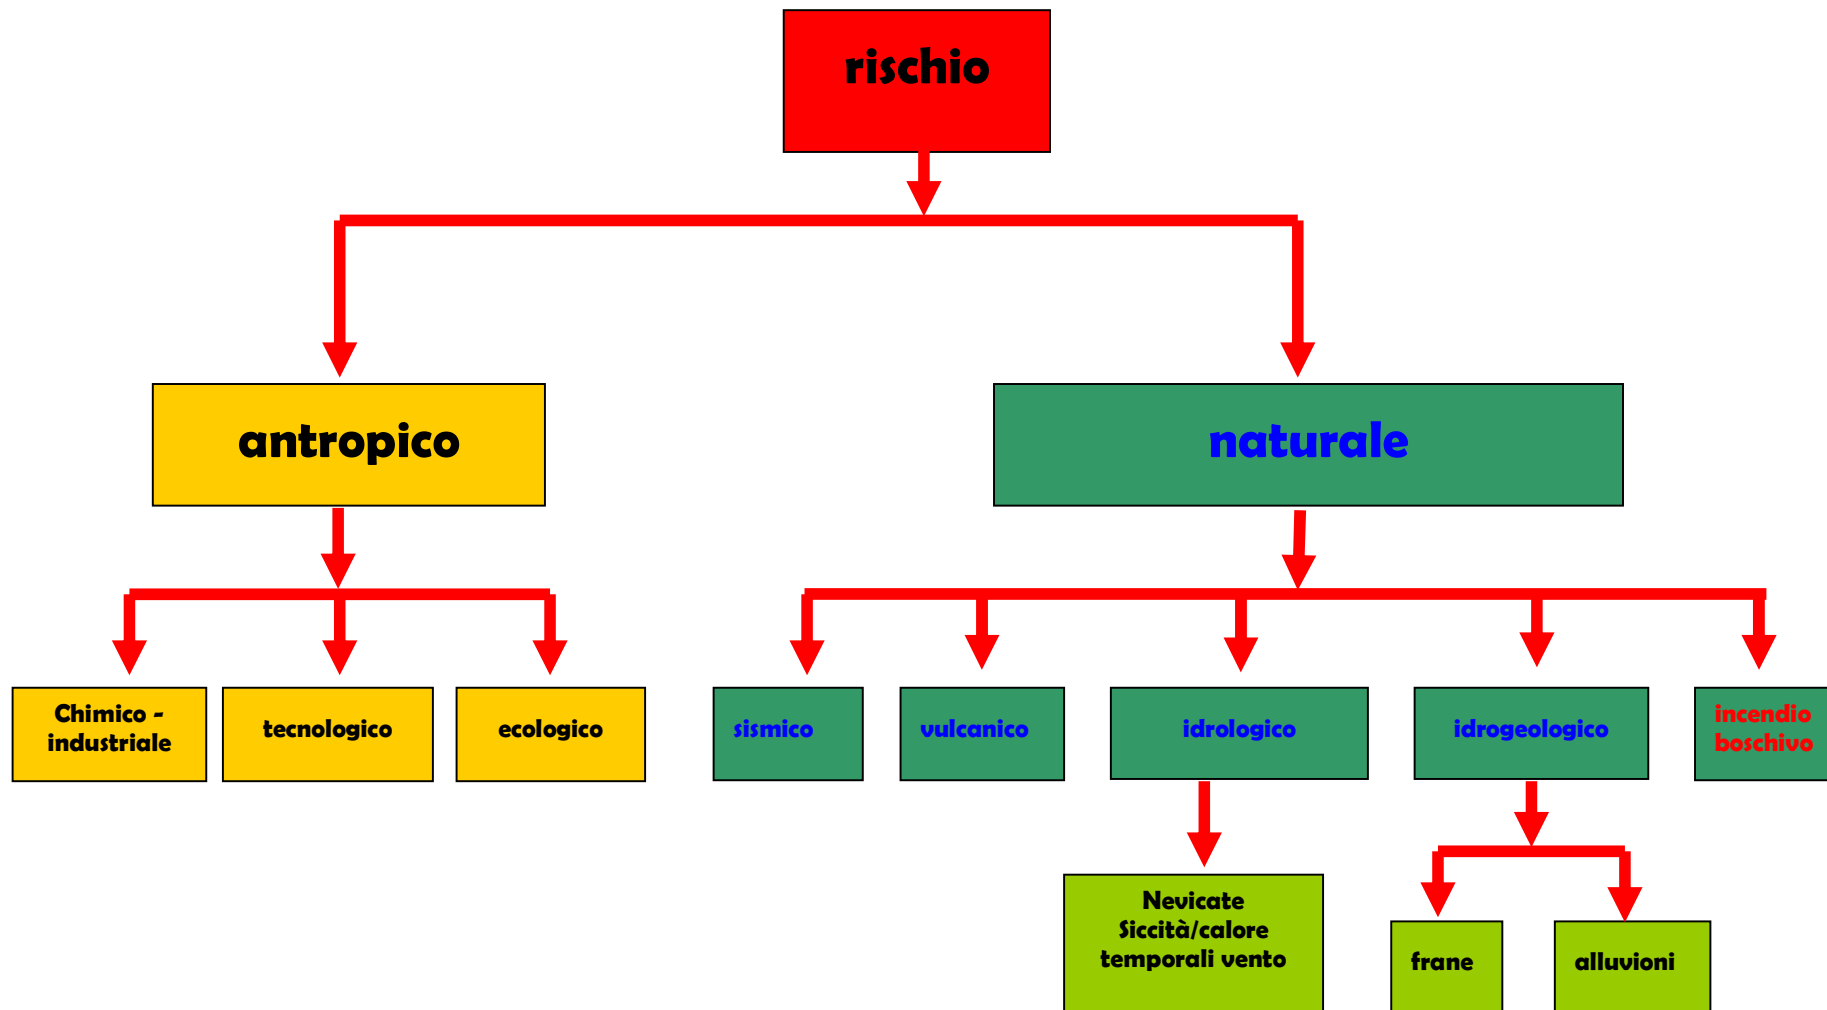 rischio
antropico
naturale
Chimico -
industriale
tecnologico
ecologico
sismico
vulcanico
idrologico
idrogeologico
incendio
boschivo
Nevicate
Siccità/calore
temporali vento
frane
alluvioni